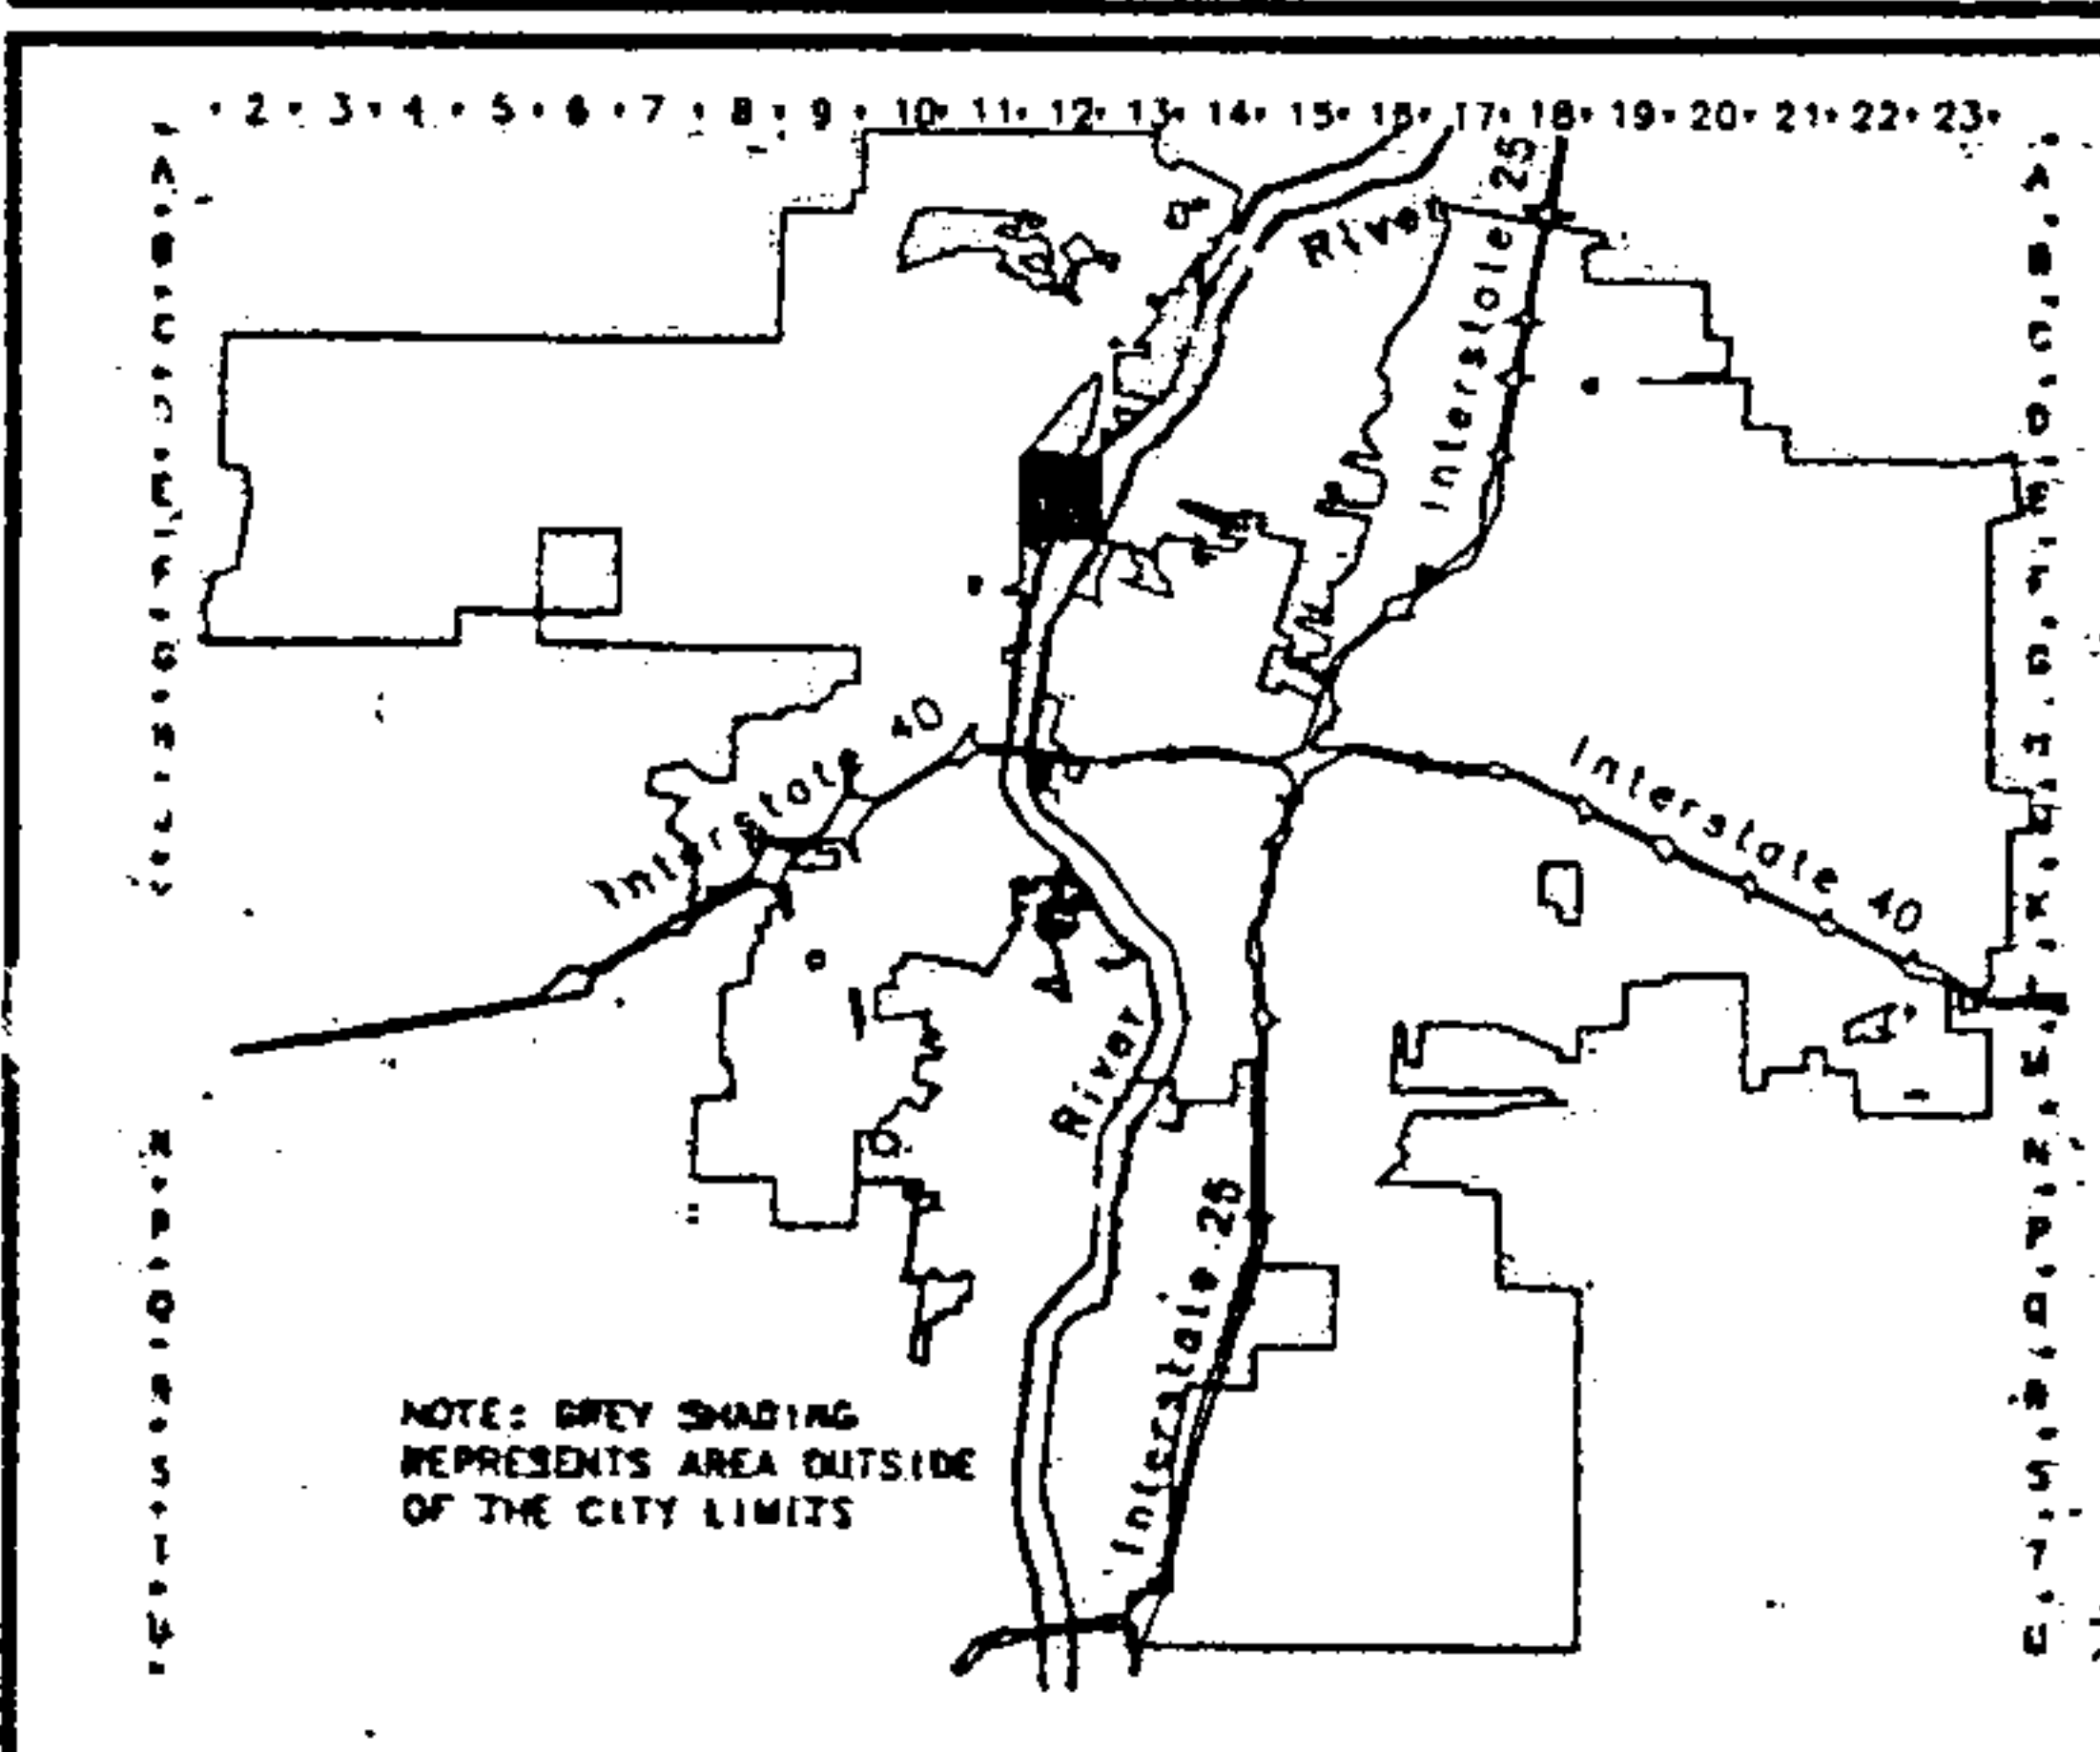 2 3 4 5 6 7 8 9 10 11 12 13 14 15 16 17 18 19 20 21 22 23
A
C
E
F
G
N
P
Q
R
S
T
A
B
C
D
E
F
G
K
L
M
N
P
Q
R
S
T
River
Interstate 25
Interstate 40
Interstate 40
River
Interstate 25
NOTE: GREY SHADING
REPRESENTS AREA OUTSIDE
OF THE CITY LIMITS